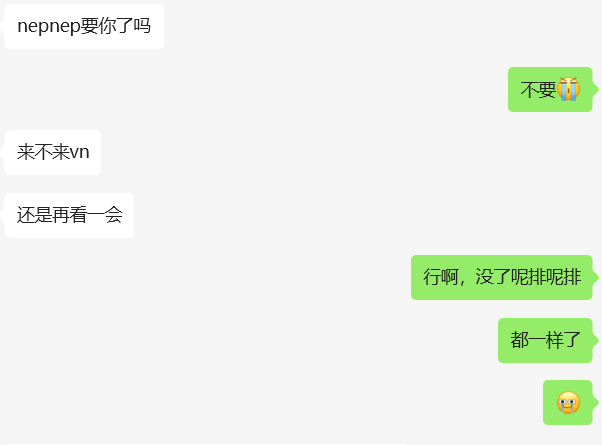 nepnep要你了吗
不要😭
来不来vn
还是再看一会
行啊，没了呢排呢排
都一样了
😢